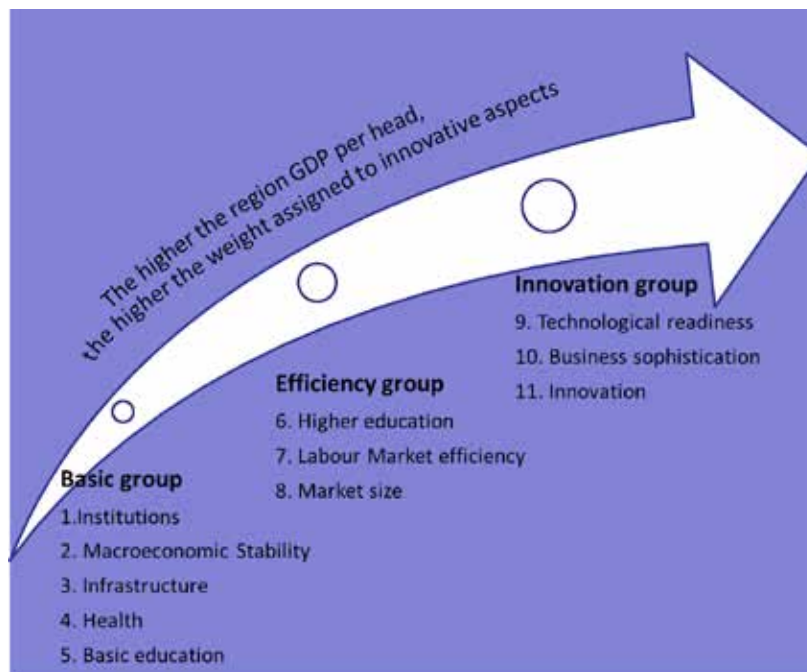 The higher the region GDP per head,
the higher the weight assigned to innovative aspects
Basic group
1.Institutions
2. Macroeconomic Stability
3. Infrastructure
4. Health
5. Basic education
Efficiency group
6. Higher education
7. Labour Market efficiency
8. Market size
Innovation group
9. Technological readiness
10. Business sophistication
11. Innovation